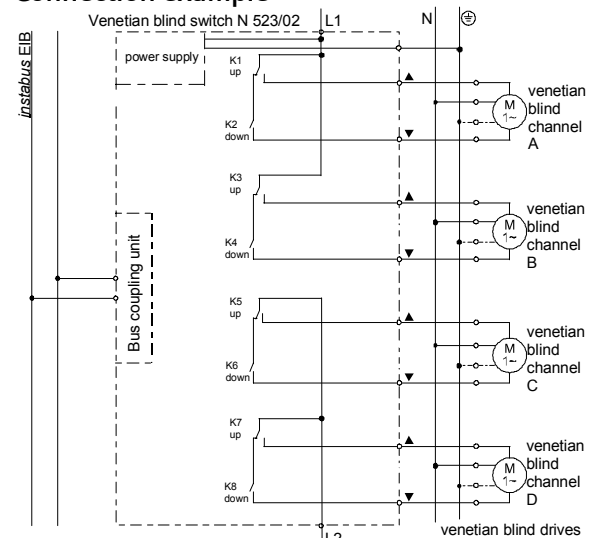 Connection example
Venetian blind switch N 523/02
L1
N
instabus EIB
power supply
K1
up
K2
down
M
1~
venetian
blind
channel
A
K3
up
K4
down
M
1~
venetian
blind
channel
B
Bus coupling unit
K5
up
K6
down
M
1~
venetian
blind
channel
C
K7
up
K8
down
M
1~
venetian
blind
channel
D
L2
venetian blind drives